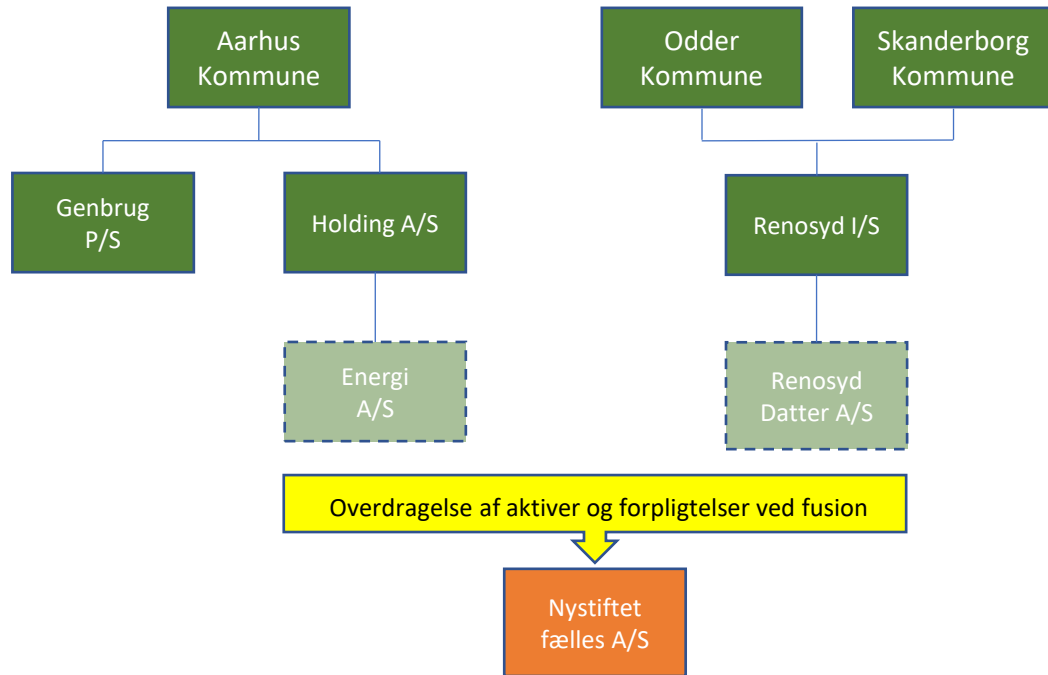 Aarhus
Kommune
Odder
Kommune
Skanderborg
Kommune
Genbrug
P/S
Holding A/S
Renosyd I/S
Energi
A/S
Renosyd
Datter A/S
Overdragelse af aktiver og forpligtelser ved fusion
Nystiftet
fælles A/S